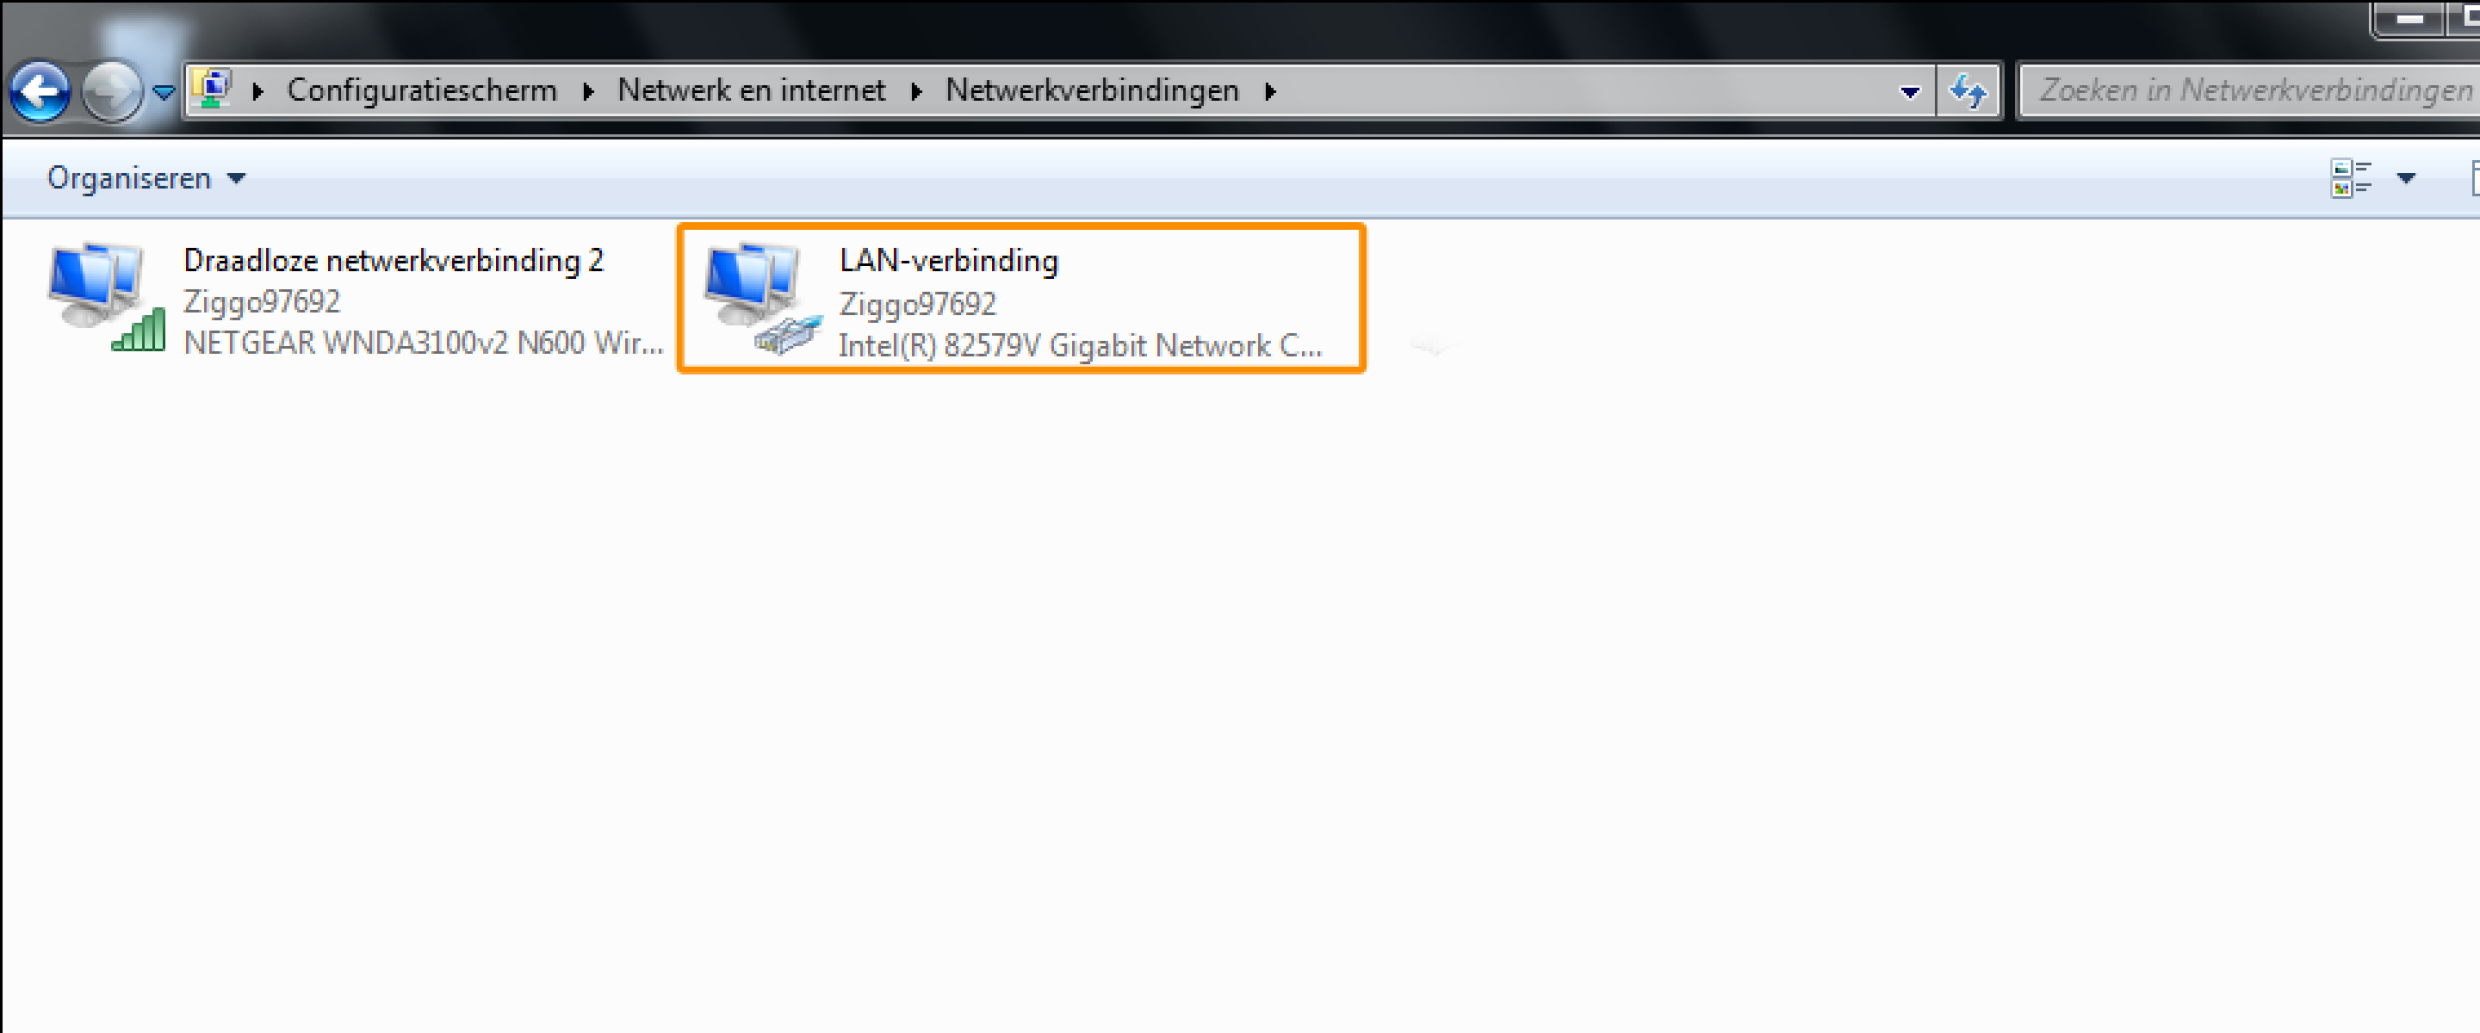 Configuratiescherm Netwerk en internet Netwerkverbindingen
Zoeken in Netwerkverbindingen
Organiseren
Draadloze netwerkverbinding 2
Ziggo97692
NETGEAR WNDA3100v2 N600 Wir...
LAN-verbinding
Ziggo97692
Intel(R) 82579V Gigabit Network C...